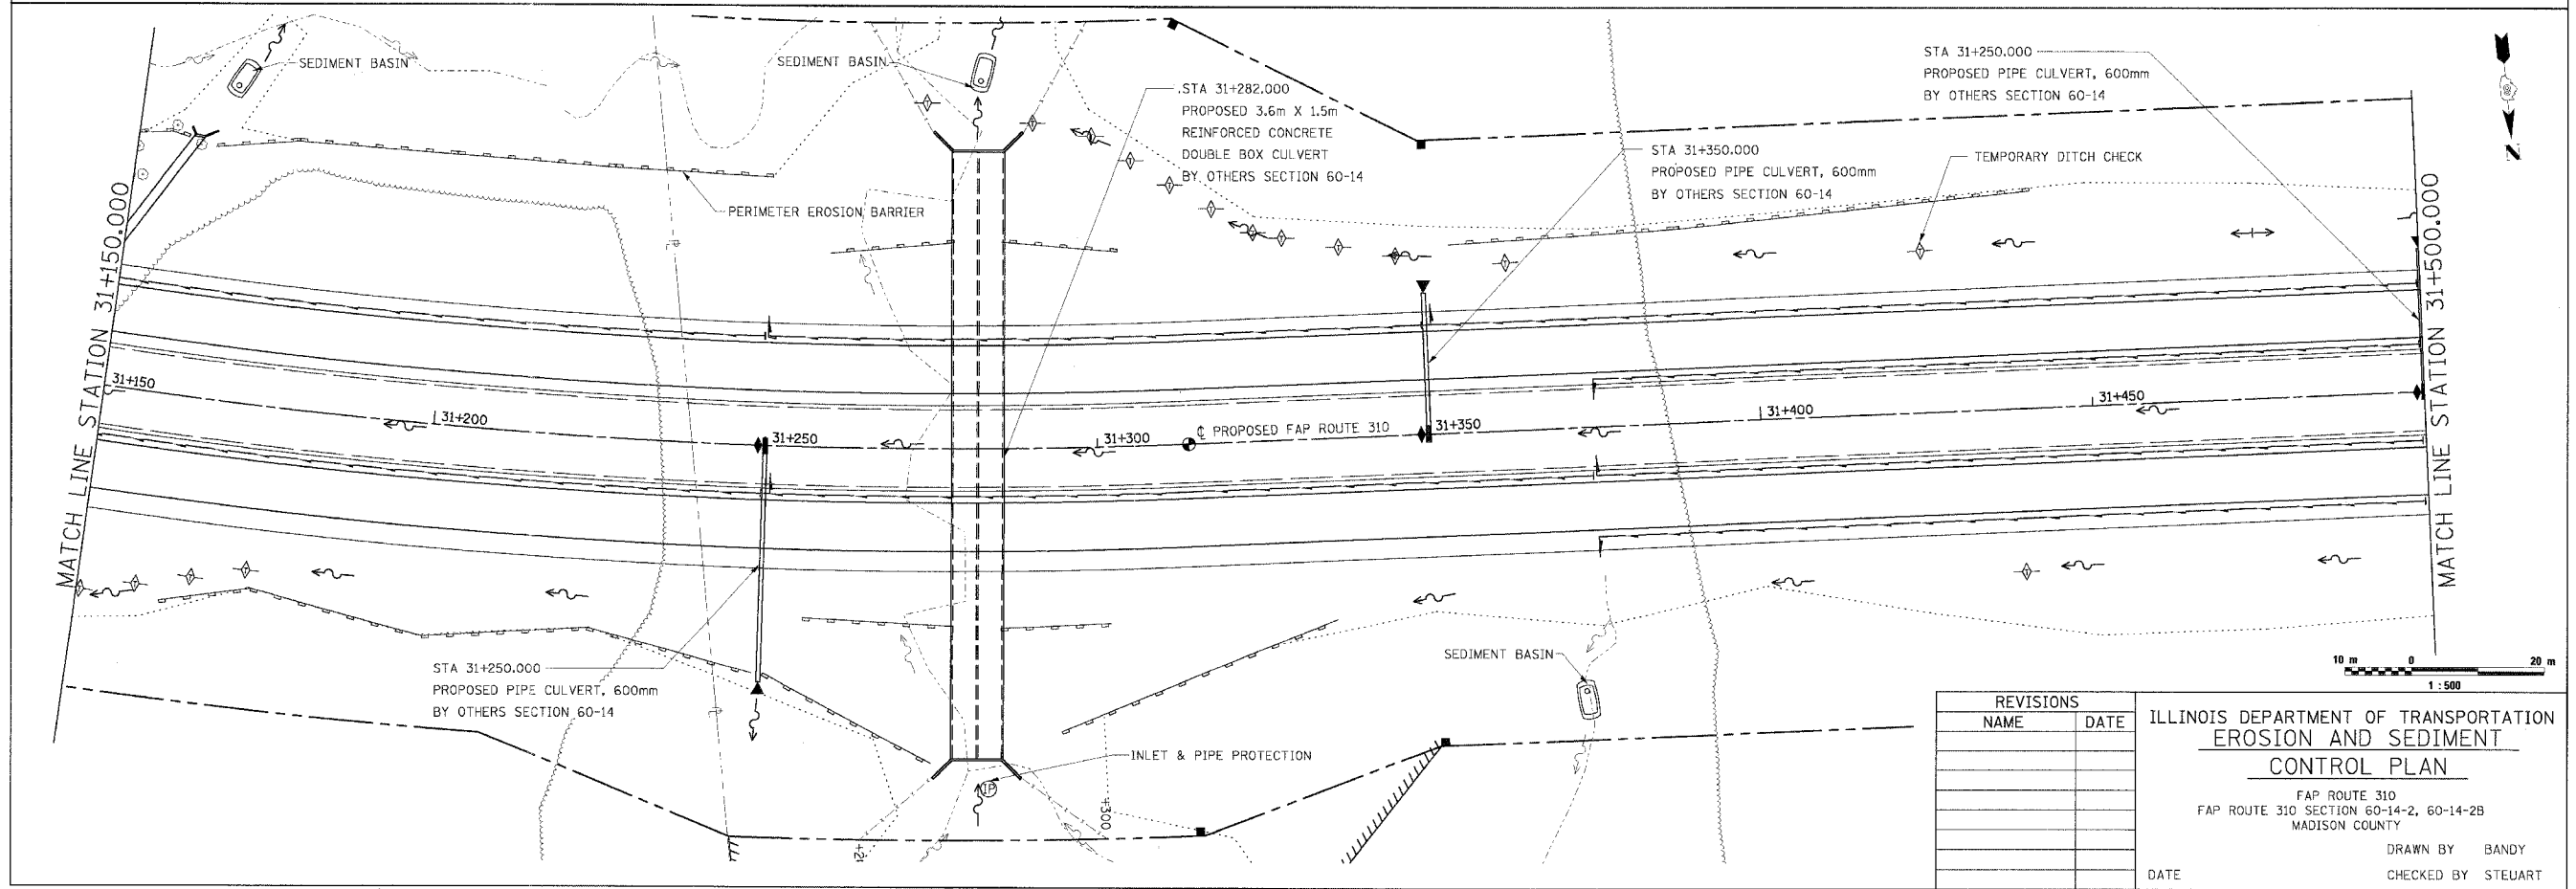 SEDIMENT BASIN
SEDIMENT BASIN
STA 31+282.000
PROPOSED 3.6m X 1.5m
REINFORCED CONCRETE
DOUBLE BOX CULVERT
BY OTHERS SECTION 60-14
STA 31+250.000
PROPOSED PIPE CULVERT, 600mm
BY OTHERS SECTION 60-14
STA 31+350.000
PROPOSED PIPE CULVERT, 600mm
BY OTHERS SECTION 60-14
TEMPORARY DITCH CHECK
N
PERIMETER EROSION BARRIER
MATCH LINE STATION 31+150.000
MATCH LINE STATION 31+500.000
31+150
31+200
31+250
31+300
℄ PROPOSED FAP ROUTE 310
31+350
31+400
31+450
STA 31+250.000
PROPOSED PIPE CULVERT, 600mm
BY OTHERS SECTION 60-14
SEDIMENT BASIN
INLET & PIPE PROTECTION
IP
+300
10 m 0 20 m
1 : 500
REVISIONS
NAME DATE
ILLINOIS DEPARTMENT OF TRANSPORTATION
EROSION AND SEDIMENT
CONTROL PLAN
FAP ROUTE 310
FAP ROUTE 310 SECTION 60-14-2, 60-14-2B
MADISON COUNTY
DRAWN BY BANDY
DATE CHECKED BY STEUART